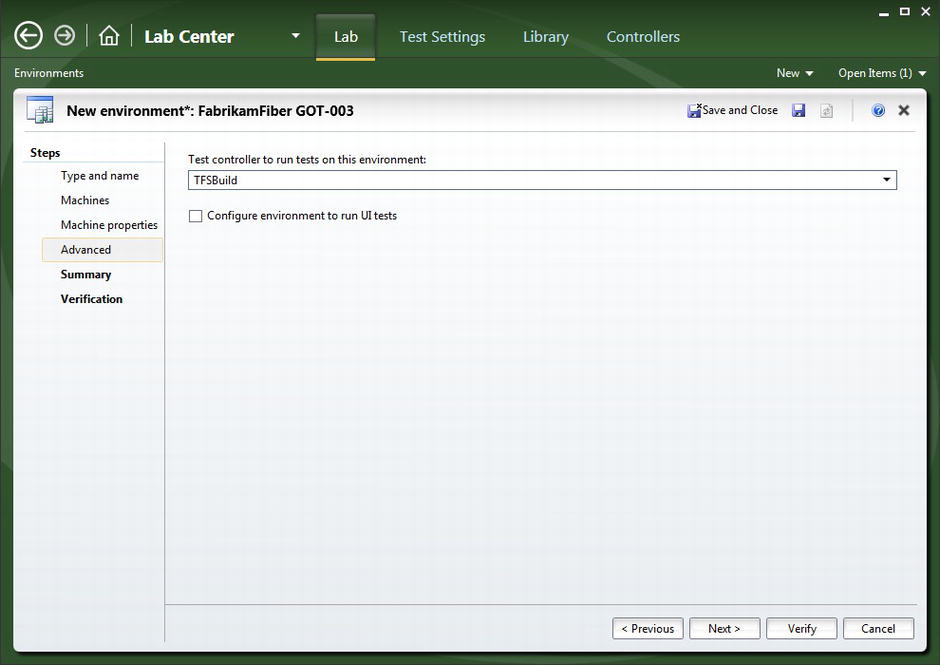 Lab Center
Lab
Test Settings
Library
Controllers
Environments
New
Open Items (1)
New environment*: FabrikamFiber GOT-003
Save and Close
Steps
Type and name
Machines
Machine properties
Advanced
Summary
Verification
Test controller to run tests on this environment:
TFSBuild
Configure environment to run UI tests
< Previous
Next >
Verify
Cancel